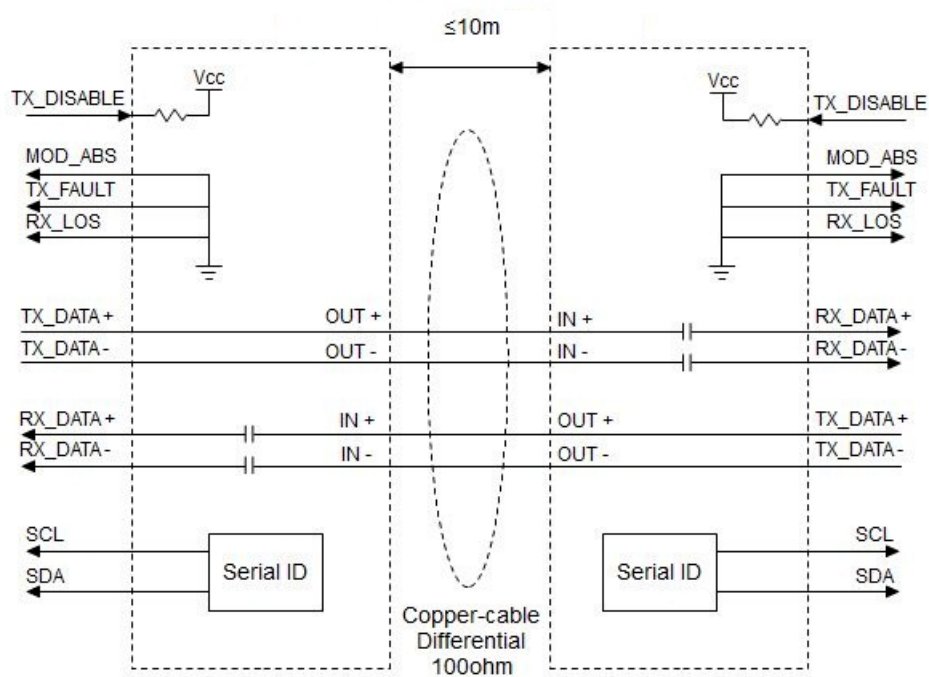 ≤10m
Vcc
Vcc
TX_DISABLE
TX_DISABLE
MOD_ABS
MOD_ABS
TX_FAULT
TX_FAULT
RX_LOS
RX_LOS
TX_DATA+
OUT +
IN +
RX_DATA+
TX_DATA-
OUT -
IN -
RX_DATA-
RX_DATA+
IN +
OUT +
TX_DATA+
RX_DATA-
IN -
OUT -
TX_DATA-
SCL
SCL
Serial ID
Serial ID
SDA
SDA
Copper-cable
Differential
100ohm